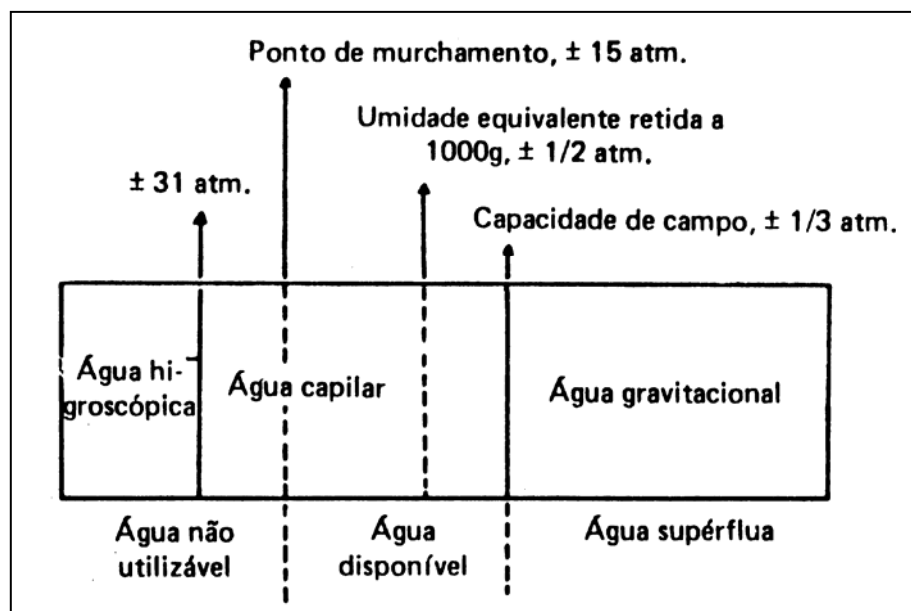 Ponto de murchamento, ± 15 atm.
Umidade equivalente retida a
1000g, ± 1/2 atm.
± 31 atm.
Capacidade de campo, ± 1/3 atm.
Água hi-
groscópica
Água capilar
Água gravitacional
Água não
utilizável
Água
disponível
Água supérflua